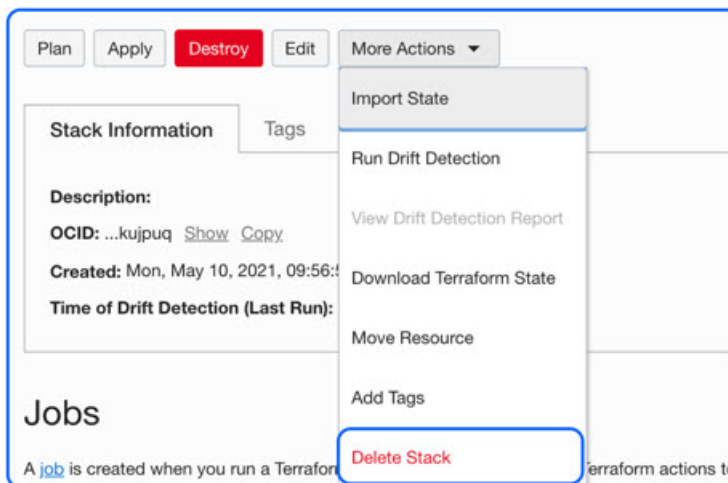 Plan Apply Destroy Edit More Actions
Import State
Stack Information Tags
Run Drift Detection
Description:
View Drift Detection Report
OCID: ...kujpuq Show Copy
Created: Mon, May 10, 2021, 09:56:
Download Terraform State
Time of Drift Detection (Last Run):
Move Resource
Add Tags
Jobs
Delete Stack
A job is created when you run a Terraform actions